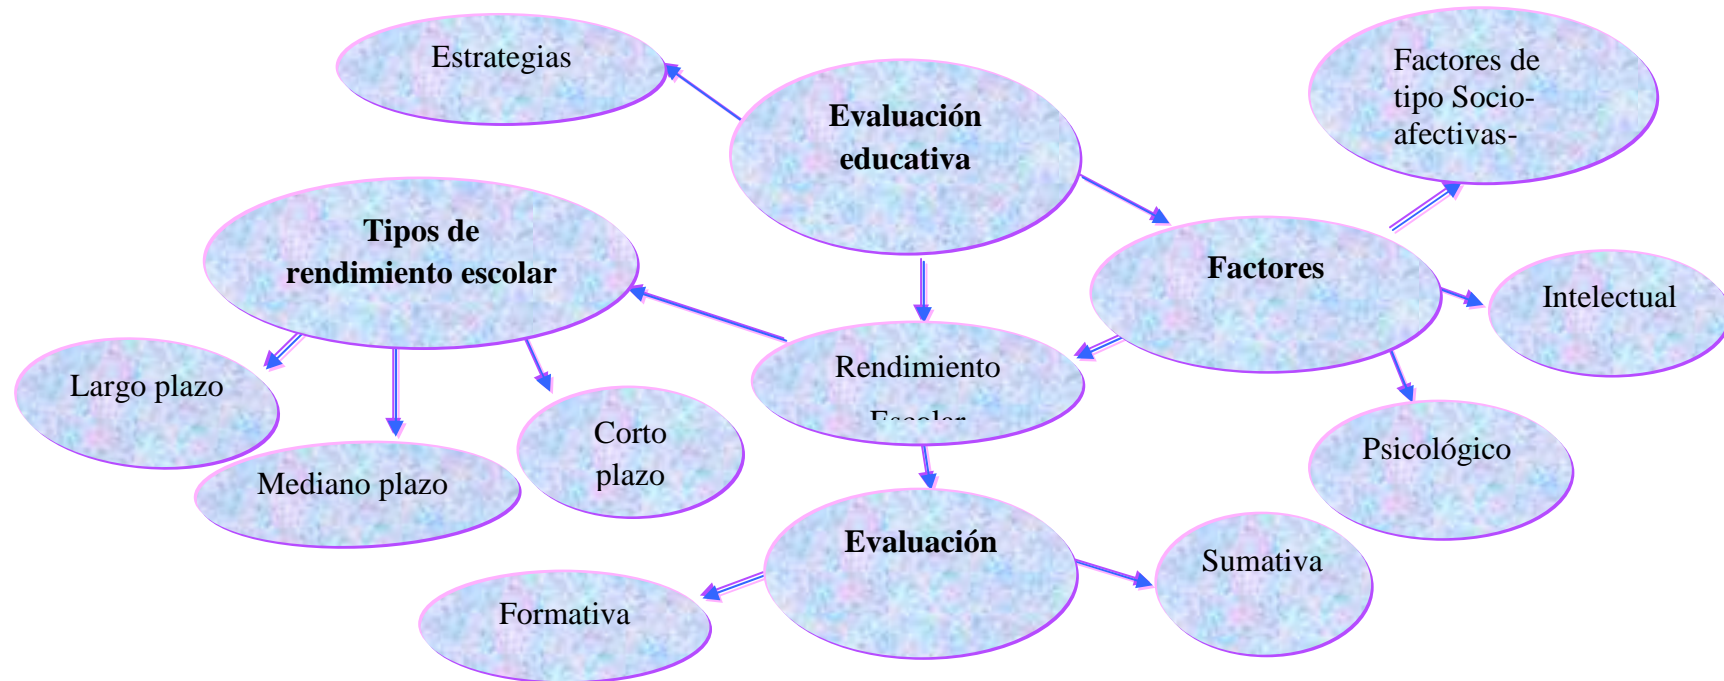 Estrategias
Evaluación
educativa
Factores de
tipo Socio-
afectivas-
Tipos de
rendimiento escolar
Factores
Intelectual
Rendimiento
Escolar
Largo plazo
Mediano plazo
Corto
plazo
Psicológico
Evaluación
Sumativa
Formativa